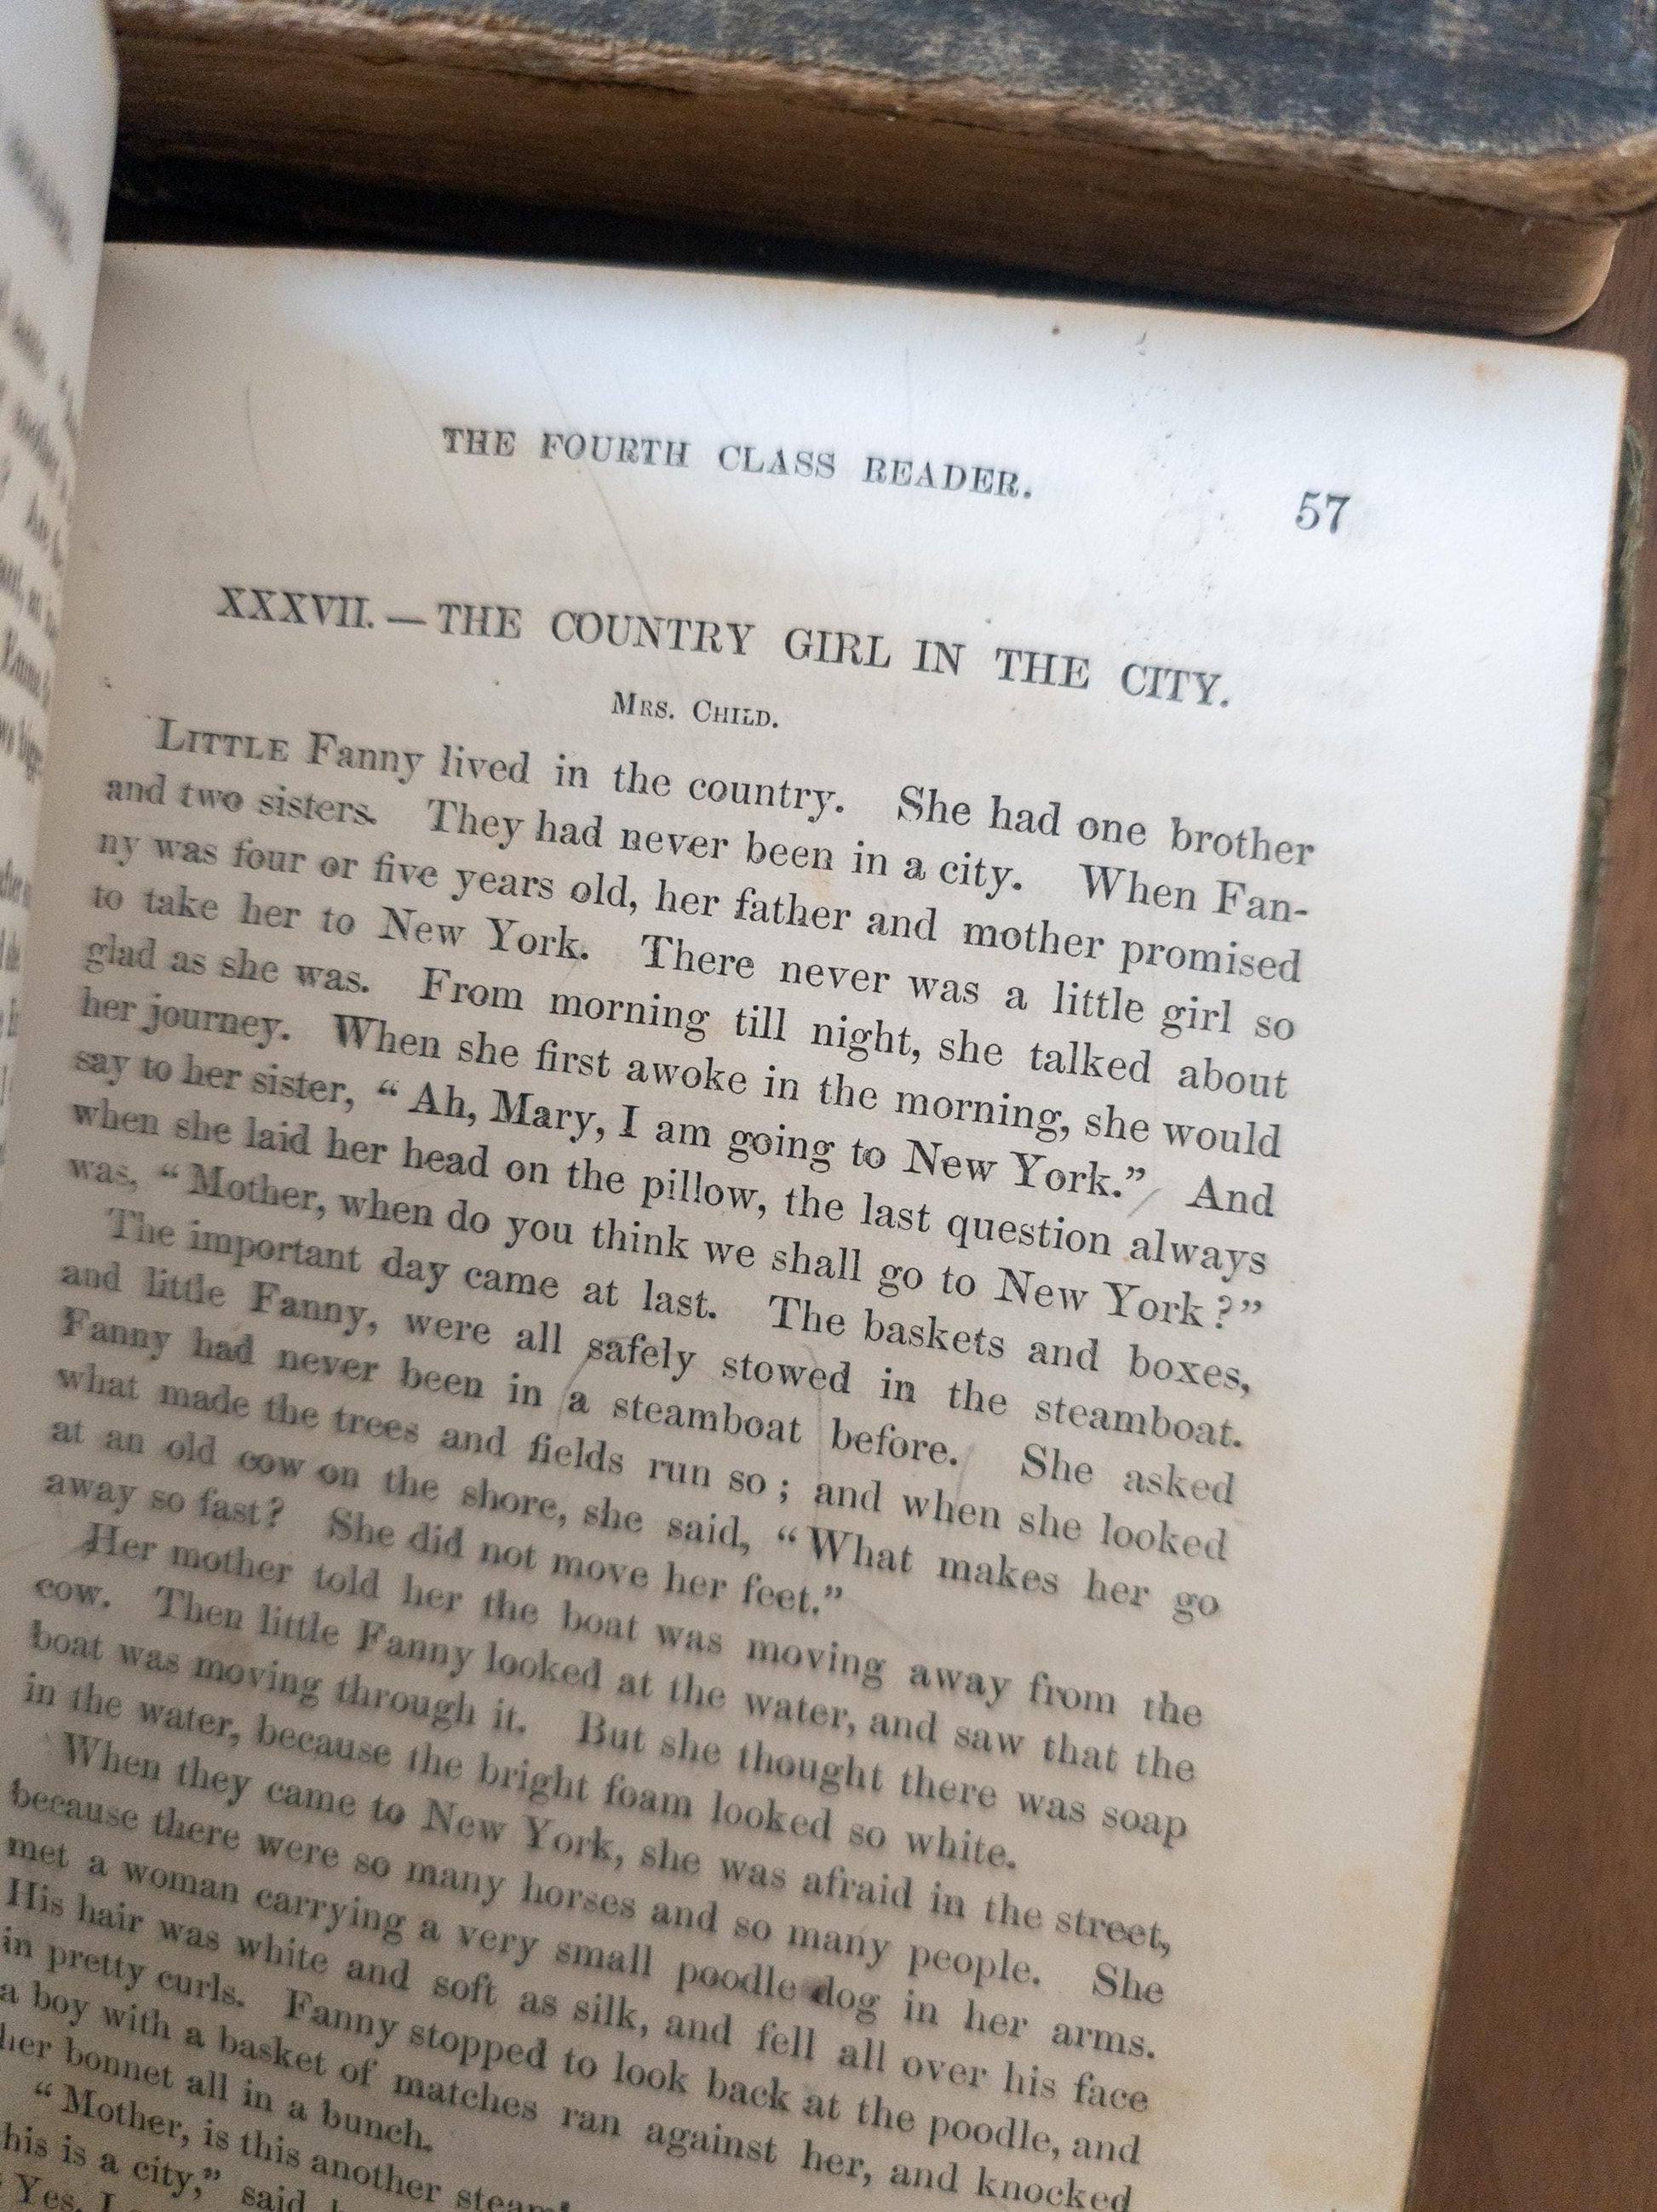 THE FOURTH CLASS READER. 57
XXXVII. — THE COUNTRY GIRL IN THE CITY.
MRS. CHILD.
LITTLE Fanny lived in the country. She had one brother
and two sisters. They had never been in a city. When Fan-
ny was four or five years old, her father and mother promised
to take her to New York. There never was a little girl so
glad as she was. From morning till night, she talked about
her journey. When she first awoke in the morning, she would
say to her sister, “Ah, Mary, I am going to New York.” And
when she laid her head on the pillow, the last question always
was, “Mother, when do you think we shall go to New York?”
The important day came at last. The baskets and boxes,
and little Fanny, were all safely stowed in the steamboat.
Fanny had never been in a steamboat before. She asked
what made the trees and fields run so; and when she looked
at an old cow on the shore, she said, “What makes her go
away so fast? She did not move her feet.”
Her mother told her the boat was moving away from the
cow. Then little Fanny looked at the water, and saw that the
boat was moving through it. But she thought there was soap
in the water, because the bright foam looked so white.
When they came to New York, she was afraid in the street,
because there were so many horses and so many people. She
met a woman carrying a very small poodle dog in her arms.
His hair was white and soft as silk, and fell all over his face
in pretty curls. Fanny stopped to look back at the poodle, and
a boy with a basket of matches ran against her, and knocked
her bonnet all in a bunch.
“Mother, is this another
his is a city,” said
Yes, I